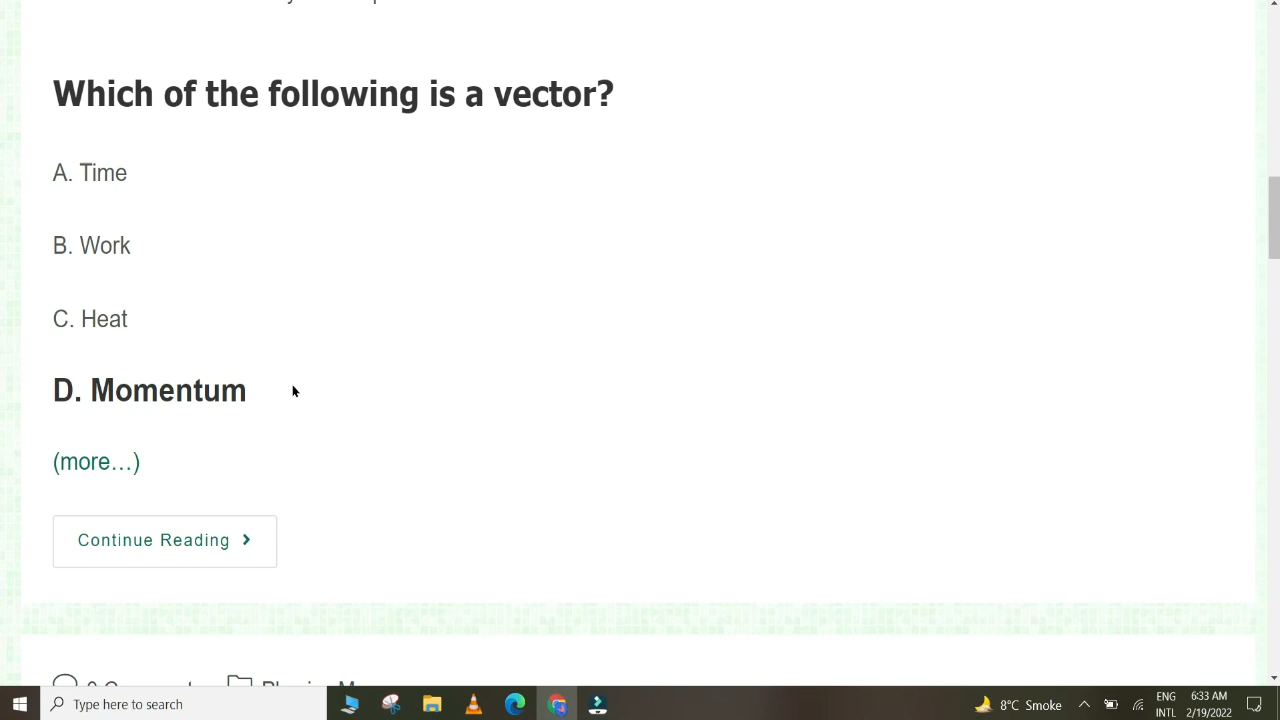 Which of the following is a vector?
A. Time
B. Work
C. Heat
D. Momentum
(more…)
Continue Reading
Type here to search
8°C Smoke
ENG
INTL
6:33 AM
2/19/2022